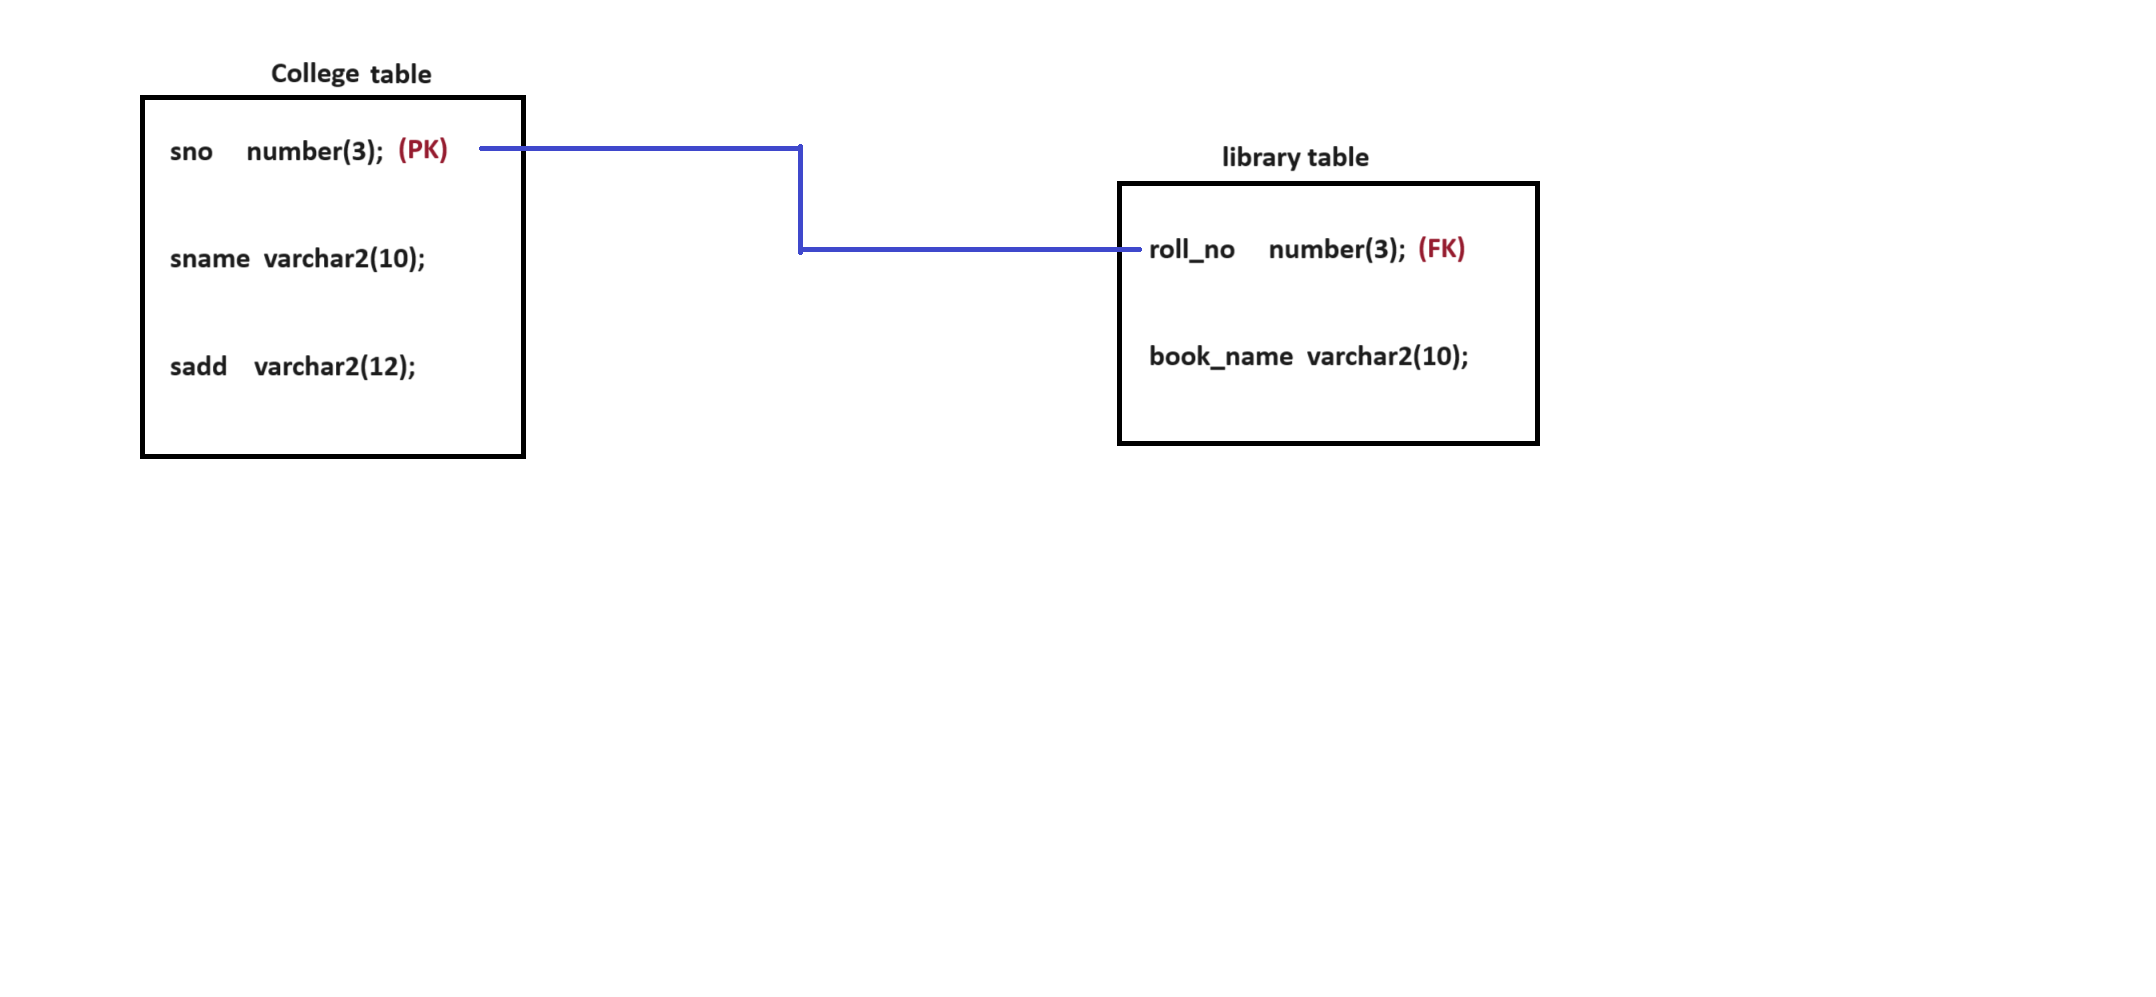 College table
sno number(3); (PK)
sname varchar2(10);
sadd varchar2(12);
library table
roll_no number(3); (FK)
book_name varchar2(10);